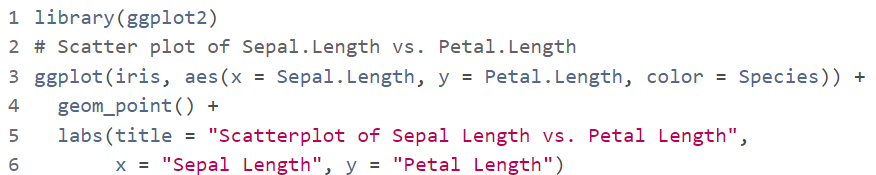 1 library(ggplot2)
2 # Scatter plot of Sepal.Length vs. Petal.Length
3 ggplot(iris, aes(x = Sepal.Length, y = Petal.Length, color = Species)) +
4   geom_point() +
5   labs(title = "Scatterplot of Sepal Length vs. Petal Length",
6        x = "Sepal Length", y = "Petal Length")